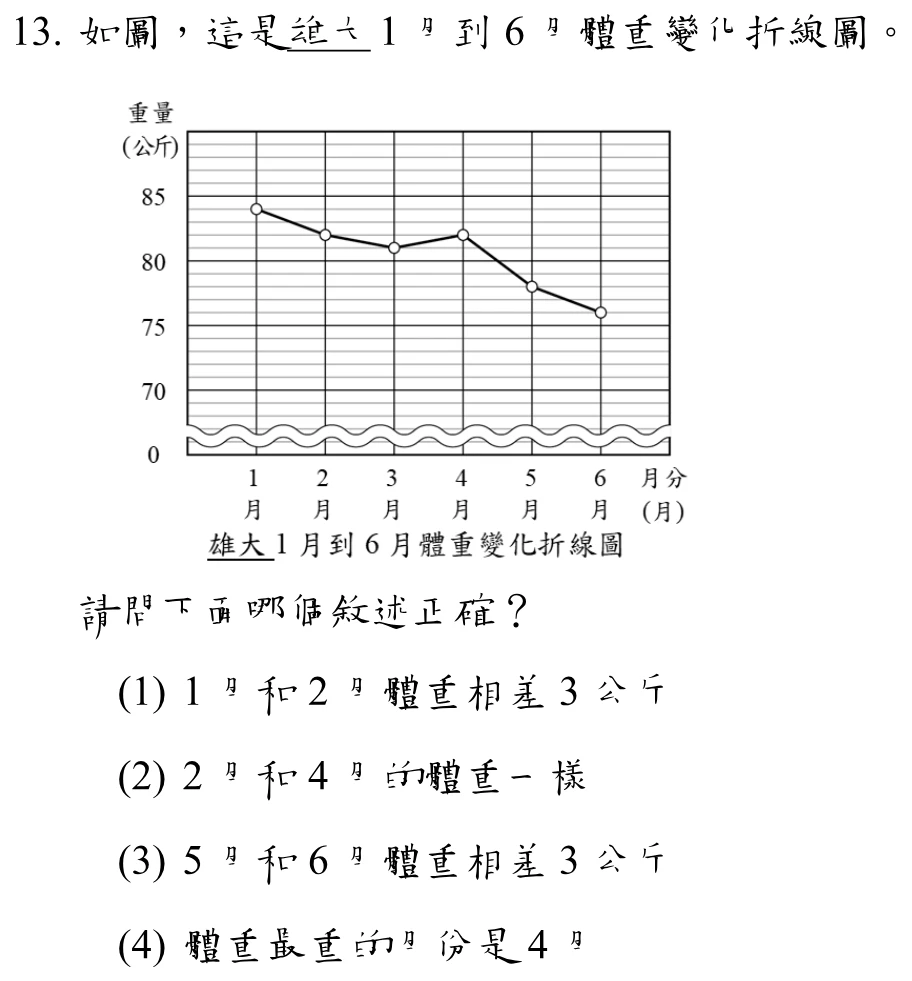 13. 如圖，這是雄大 1 月到 6 月體重變化折線圖。
重量
(公斤)
85
80
75
70
0
1 2 3 4 5 6 月分
月 月 月 月 月 月 (月)
雄大 1 月到 6 月體重變化折線圖
請問下面哪個敘述正確？
(1) 1 月和 2 月體重相差 3 公斤
(2) 2 月和 4 月的體重一樣
(3) 5 月和 6 月體重相差 3 公斤
(4) 體重最重的月份是 4 月